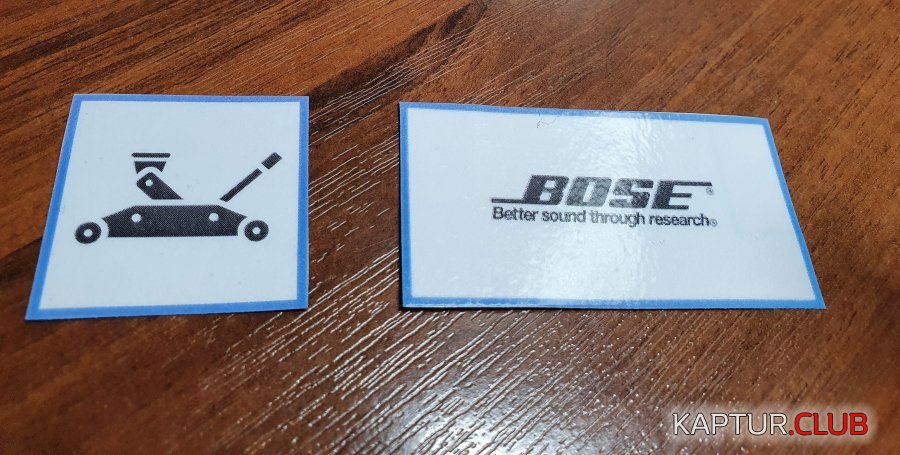 BOSE®
Better sound through research®
KAPTUR.CLUB